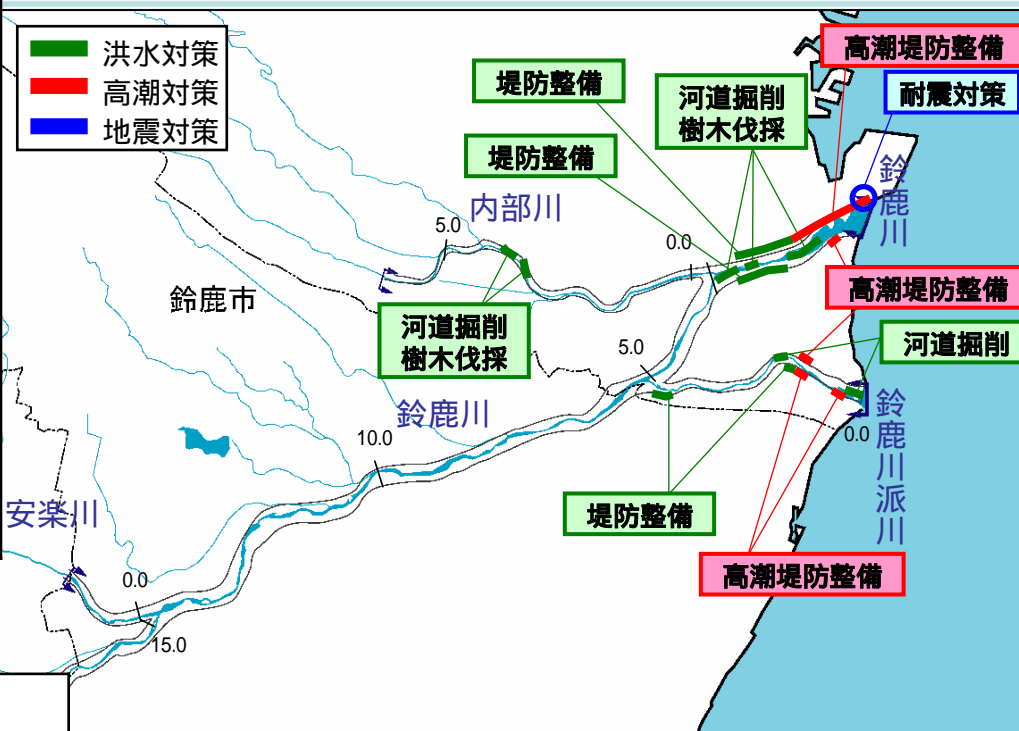 洪水対策
高潮対策
地震対策
高潮堤防整備
堤防整備
河道掘削
樹木伐採
耐震対策
堤防整備
鈴鹿川
内部川
5.0
0.0
高潮堤防整備
鈴鹿市
河道掘削
樹木伐採
河道掘削
5.0
鈴鹿川
鈴鹿川派川
10.0
0.0
安楽川
堤防整備
高潮堤防整備
0.0
15.0